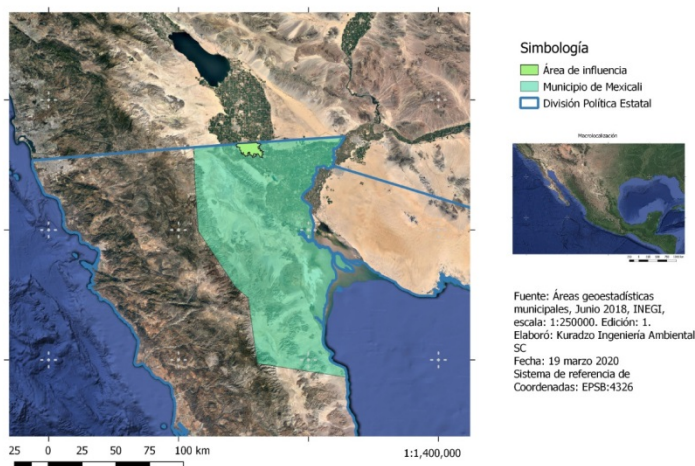 Simbología
Área de influencia
Municipio de Mexicali
División Política Estatal
Macrolocalización
Fuente: Áreas geoestadísticas
municipales, Junio 2018, INEGI,
escala: 1:250000. Edición: 1.
Elaboró: Kuradzo Ingeniería Ambiental
SC
Fecha: 19 marzo 2020
Sistema de referencia de
Coordenadas: EPSB:4326
25 0 25 50 75 100 km
1:1,400,000